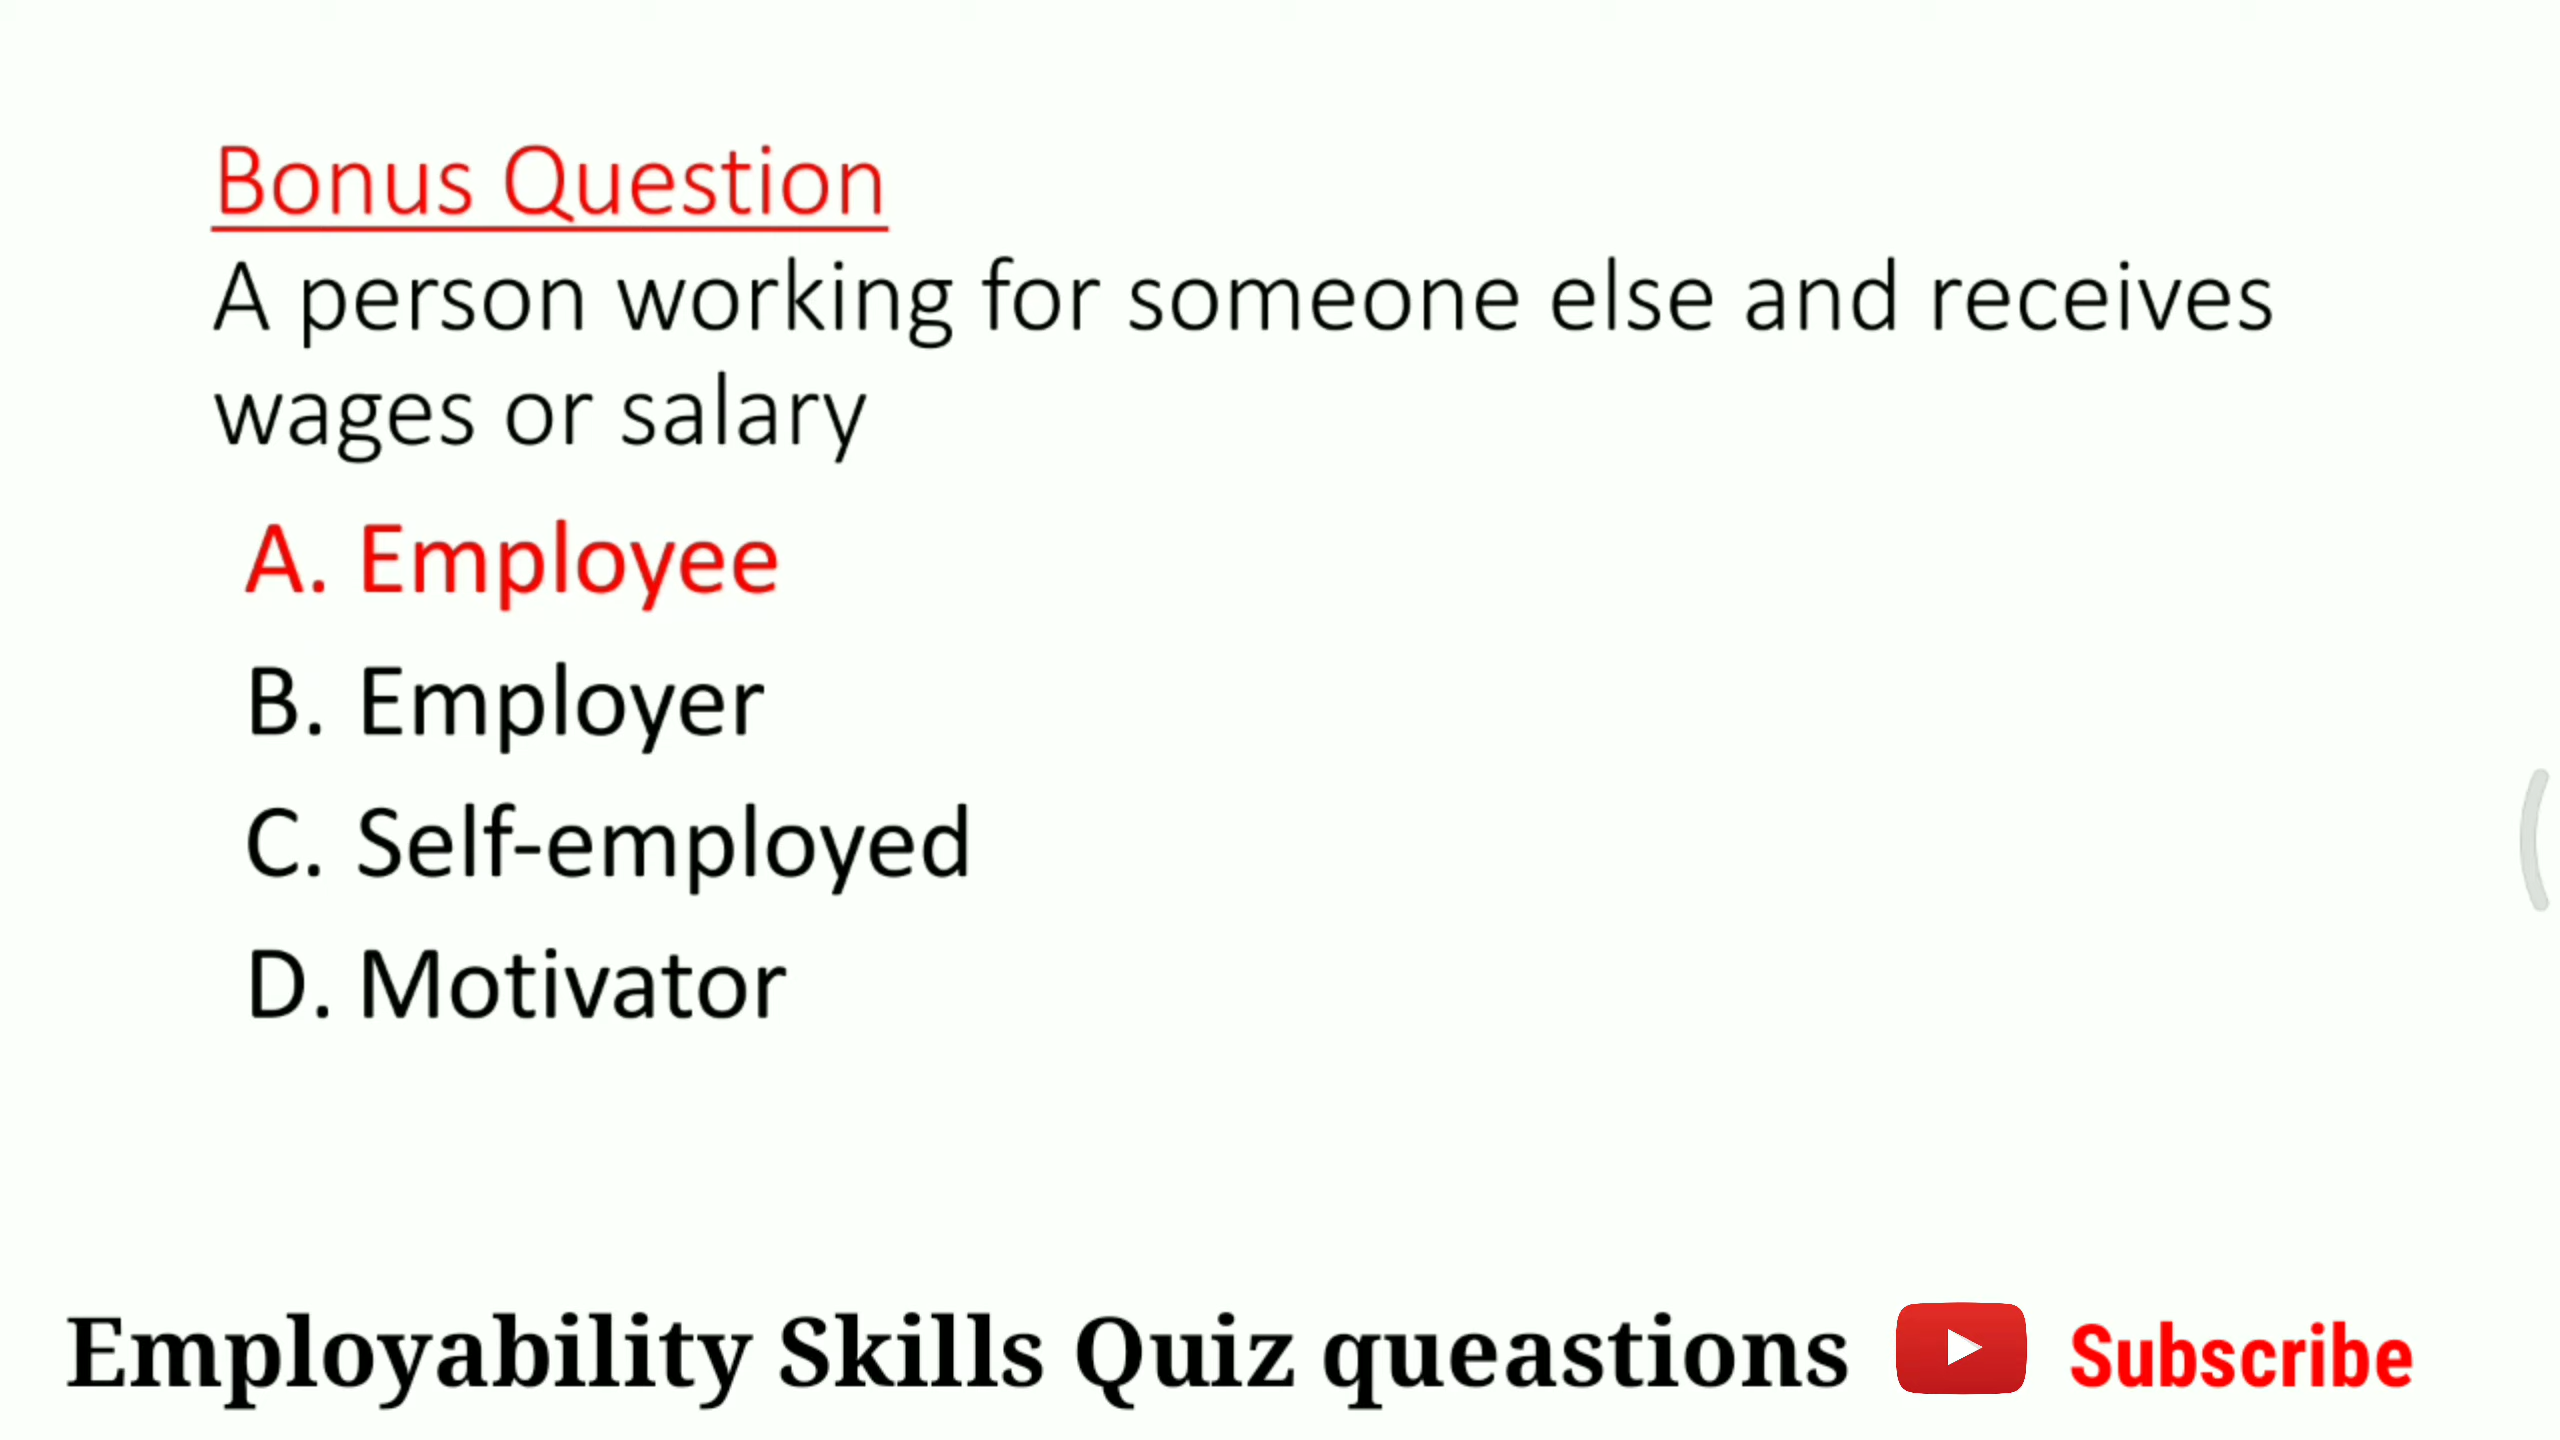 Bonus Question
A person working for someone else and receives
wages or salary
A. Employee
B. Employer
C. Self-employed
D. Motivator
Employability Skills Quiz queastions Subscribe